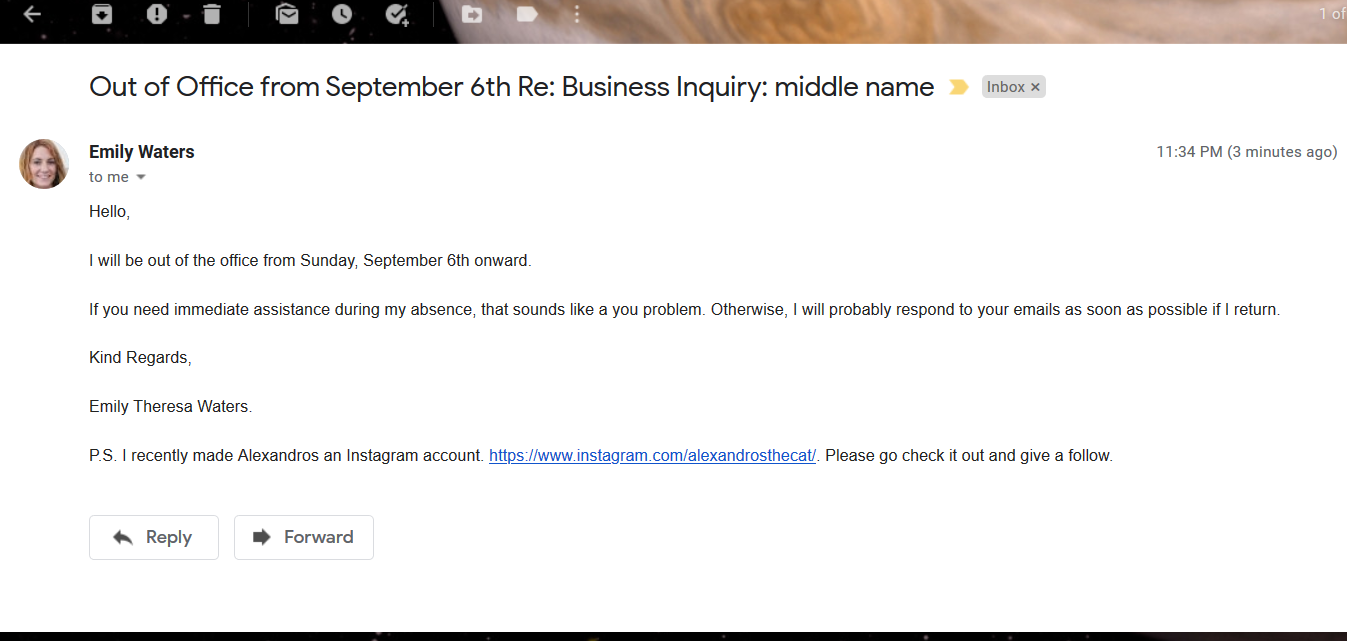 1 of
Out of Office from September 6th Re: Business Inquiry: middle name Inbox ×
Emily Waters 11:34 PM (3 minutes ago)
to me
Hello,
I will be out of the office from Sunday, September 6th onward.
If you need immediate assistance during my absence, that sounds like a you problem. Otherwise, I will probably respond to your emails as soon as possible if I return.
Kind Regards,
Emily Theresa Waters.
P.S. I recently made Alexandros an Instagram account. https://www.instagram.com/alexandrosthecat/. Please go check it out and give a follow.
Reply Forward